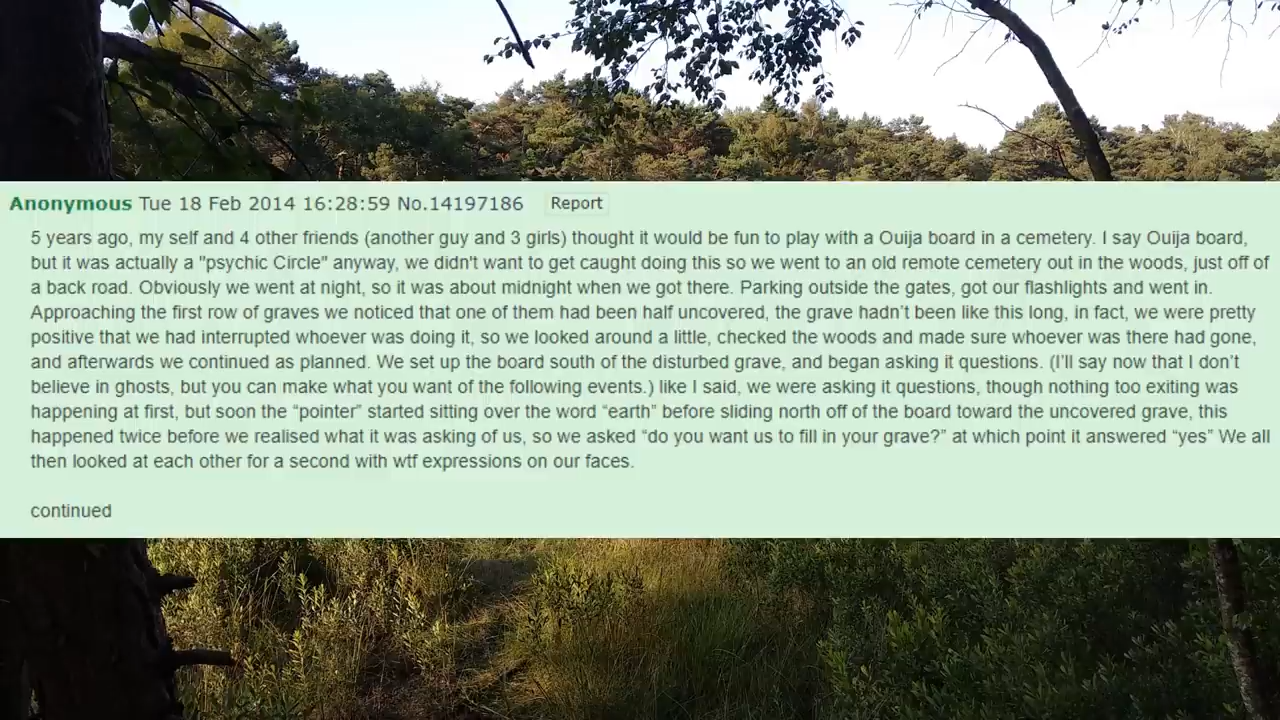 Anonymous Tue 18 Feb 2014 16:28:59 No.14197186 Report
5 years ago, my self and 4 other friends (another guy and 3 girls) thought it would be fun to play with a Ouija board in a cemetery. I say Ouija board,
but it was actually a "psychic Circle" anyway, we didn't want to get caught doing this so we went to an old remote cemetery out in the woods, just off of
a back road. Obviously we went at night, so it was about midnight when we got there. Parking outside the gates, got our flashlights and went in.
Approaching the first row of graves we noticed that one of them had been half uncovered, the grave hadn’t been like this long, in fact, we were pretty
positive that we had interrupted whoever was doing it, so we looked around a little, checked the woods and made sure whoever was there had gone,
and afterwards we continued as planned. We set up the board south of the disturbed grave, and began asking it questions. (I’ll say now that I don’t
believe in ghosts, but you can make what you want of the following events.) like I said, we were asking it questions, though nothing too exiting was
happening at first, but soon the “pointer” started sitting over the word “earth” before sliding north off of the board toward the uncovered grave, this
happened twice before we realised what it was asking of us, so we asked “do you want us to fill in your grave?” at which point it answered “yes” We all
then looked at each other for a second with wtf expressions on our faces.
continued